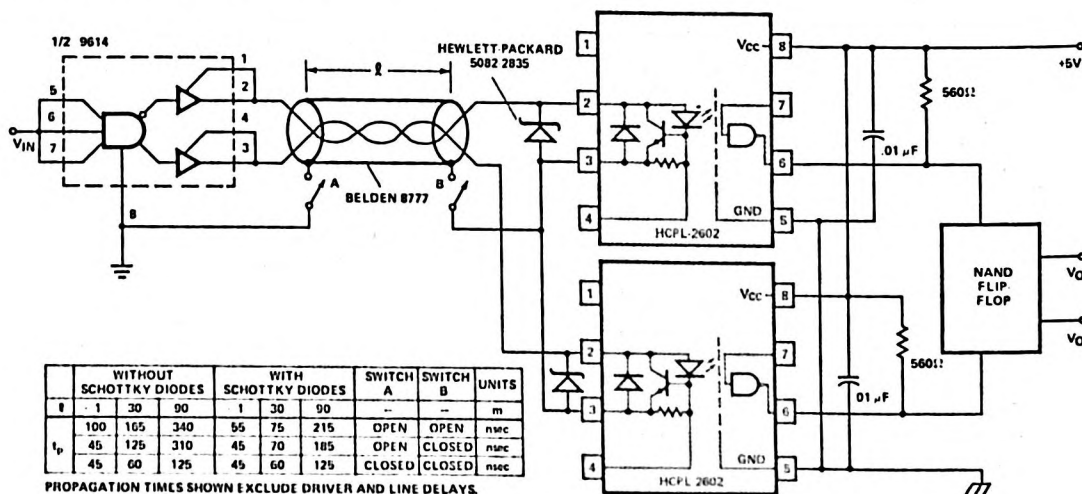 1/2 9614
1
2
4
3
5
6
7
VIN
8
ℓ
A
B
BELDEN 8777
HEWLETT-PACKARD
5082 2835
1
2
3
4
VCC
8
7
6
GND
5
HCPL-2602
+5V
560Ω
.01 µF
NAND
FLIP-
FLOP
VO
VO
1
2
3
4
VCC
8
7
6
GND
5
HCPL 2602
560Ω
01 µF
WITHOUT SCHOTTKY DIODES WITH SCHOTTKY DIODES SWITCH A SWITCH B UNITS
ℓ 1 30 90 1 30 90 -- -- m
tp 100 165 340 55 75 215 OPEN OPEN nsec
45 125 310 45 70 185 OPEN CLOSED nsec
45 60 125 45 60 125 CLOSED CLOSED nsec
PROPAGATION TIMES SHOWN EXCLUDE DRIVER AND LINE DELAYS.